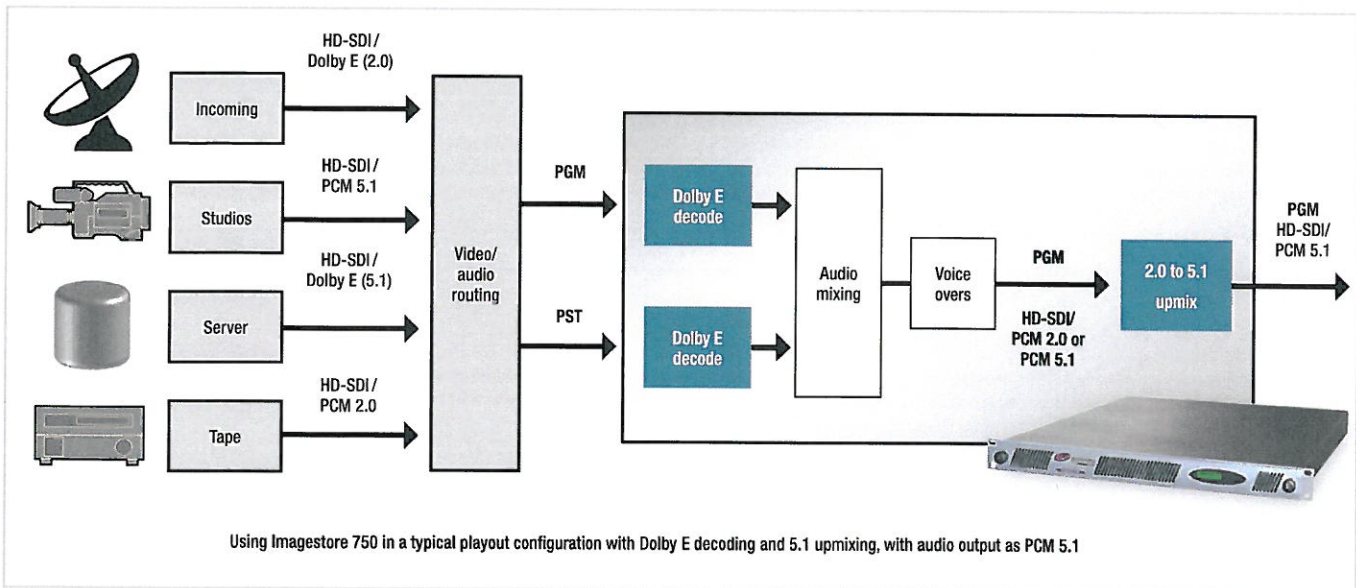 HD-SDI/
Dolby E (2.0)
Incoming
HD-SDI/
PCM 5.1
Studios
HD-SDI/
Dolby E (5.1)
Server
HD-SDI/
PCM 2.0
Tape
Video/
audio
routing
PGM
PST
Dolby E
decode
Dolby E
decode
Audio
mixing
Voice
overs
PGM
HD-SDI/
PCM 2.0 or
PCM 5.1
2.0 to 5.1
upmix
PGM
HD-SDI/
PCM 5.1
Using Imagestore 750 in a typical playout configuration with Dolby E decoding and 5.1 upmixing, with audio output as PCM 5.1